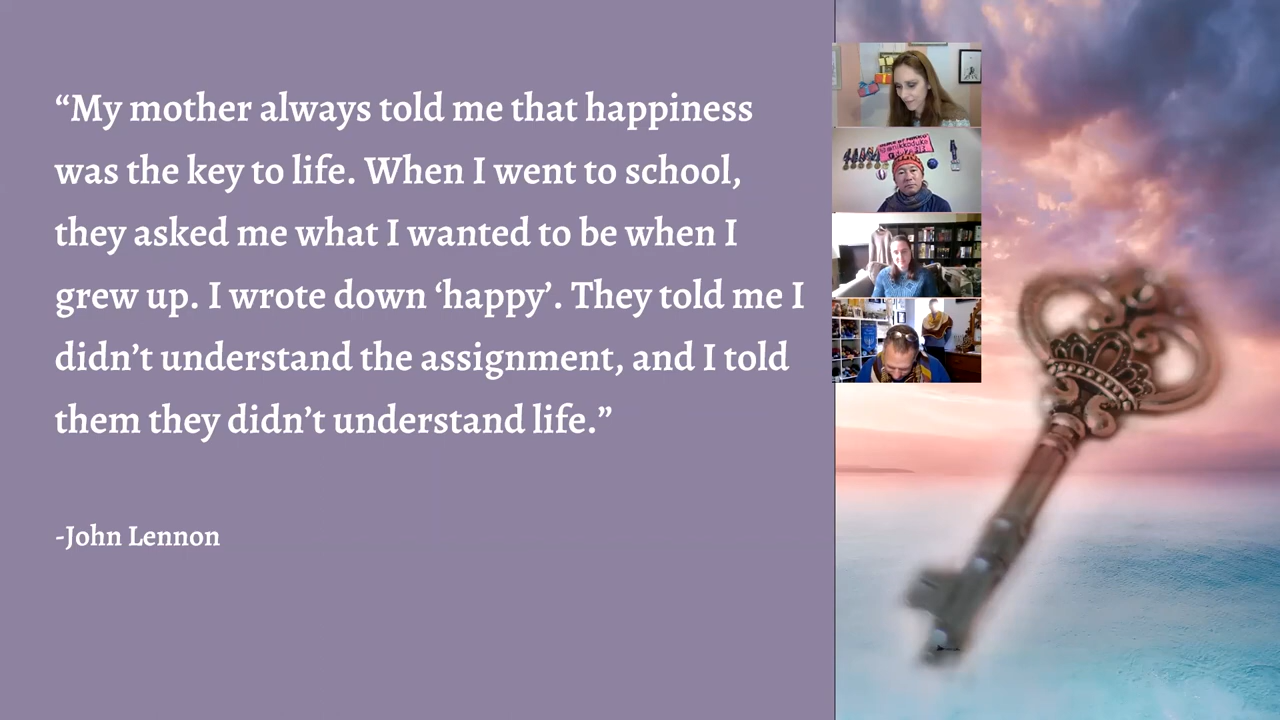 “My mother always told me that happiness
was the key to life. When I went to school,
they asked me what I wanted to be when I
grew up. I wrote down ‘happy’. They told me I
didn’t understand the assignment, and I told
them they didn’t understand life.”
-John Lennon